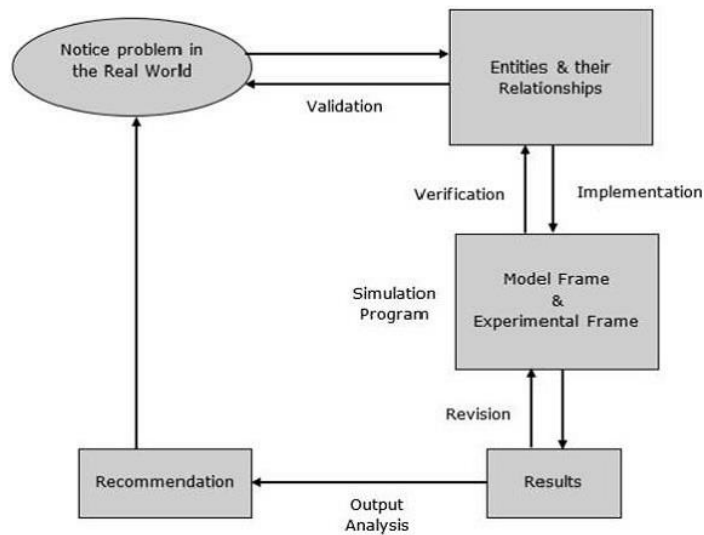 Notice problem in
the Real World
Entities & their
Relationships
Validation
Verification
Implementation
Simulation
Program
Model Frame
&
Experimental Frame
Revision
Recommendation
Results
Output
Analysis